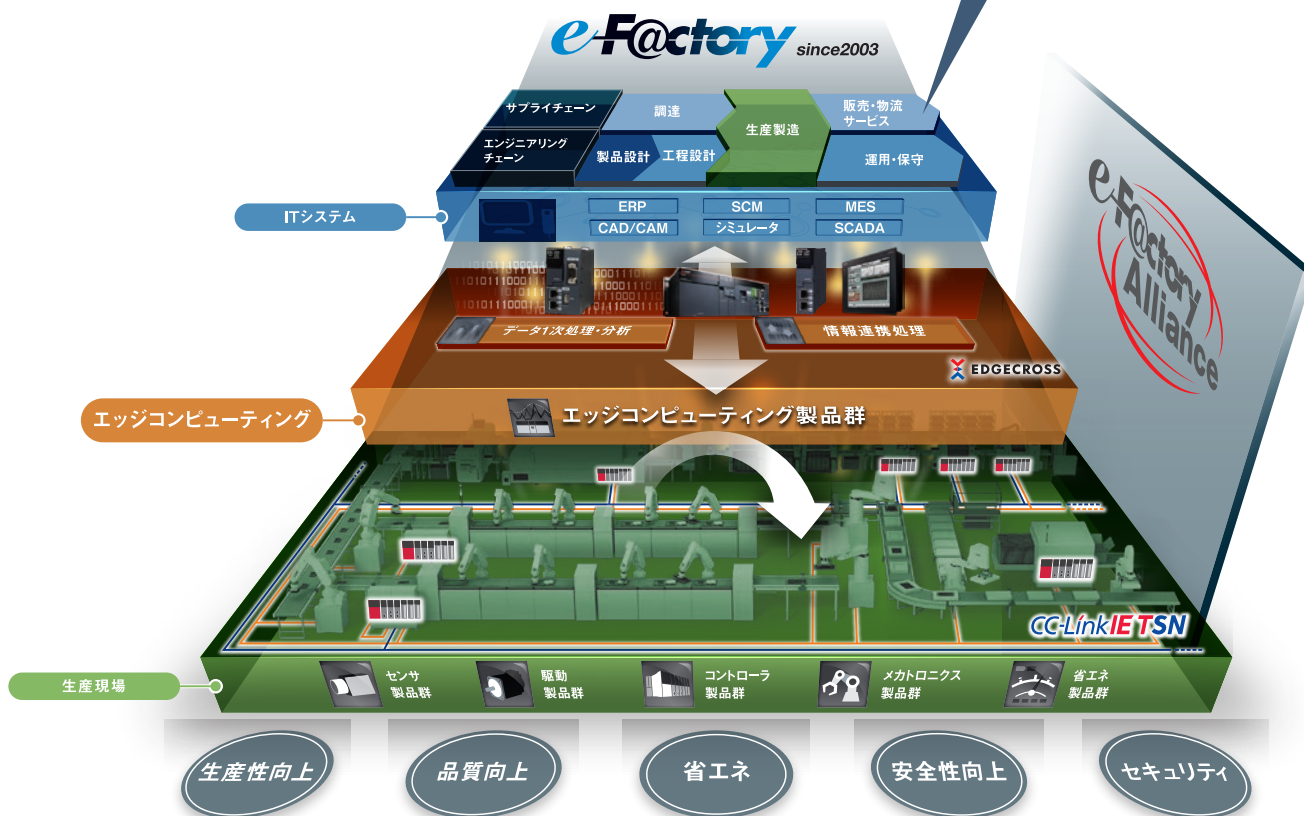 e-F@ctory since2003
サプライチェーン
調達
生産製造
販売・物流
サービス
エンジニアリング
チェーン
製品設計
工程設計
運用・保守
ITシステム
ERP
SCM
MES
CAD/CAM
シミュレータ
SCADA
e-F@ctory
Alliance
データ1次処理・分析
情報連携処理
EDGECROSS
エッジコンピューティング
エッジコンピューティング製品群
CC-Link IE TSN
生産現場
センサ
製品群
駆動
製品群
コントローラ
製品群
メカトロニクス
製品群
省エネ
製品群
生産性向上
品質向上
省エネ
安全性向上
セキュリティ